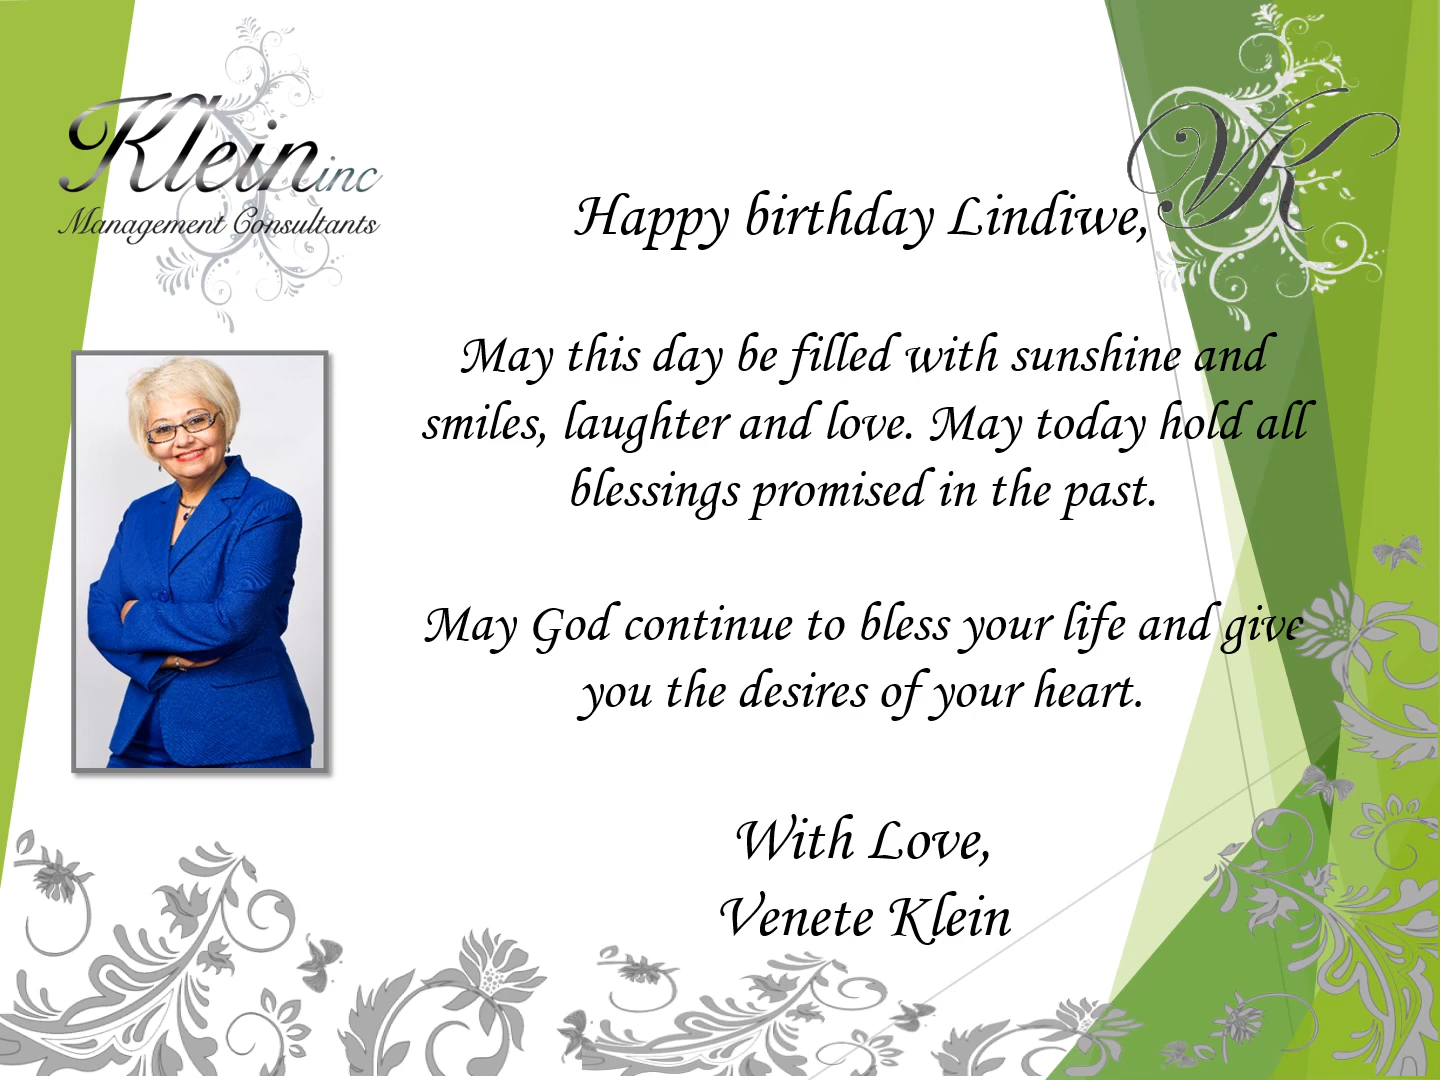 Klein inc
Management Consultants
VK
Happy birthday Lindiwe,
May this day be filled with sunshine and
smiles, laughter and love. May today hold all
blessings promised in the past.
May God continue to bless your life and give
you the desires of your heart.
With Love,
Venete Klein